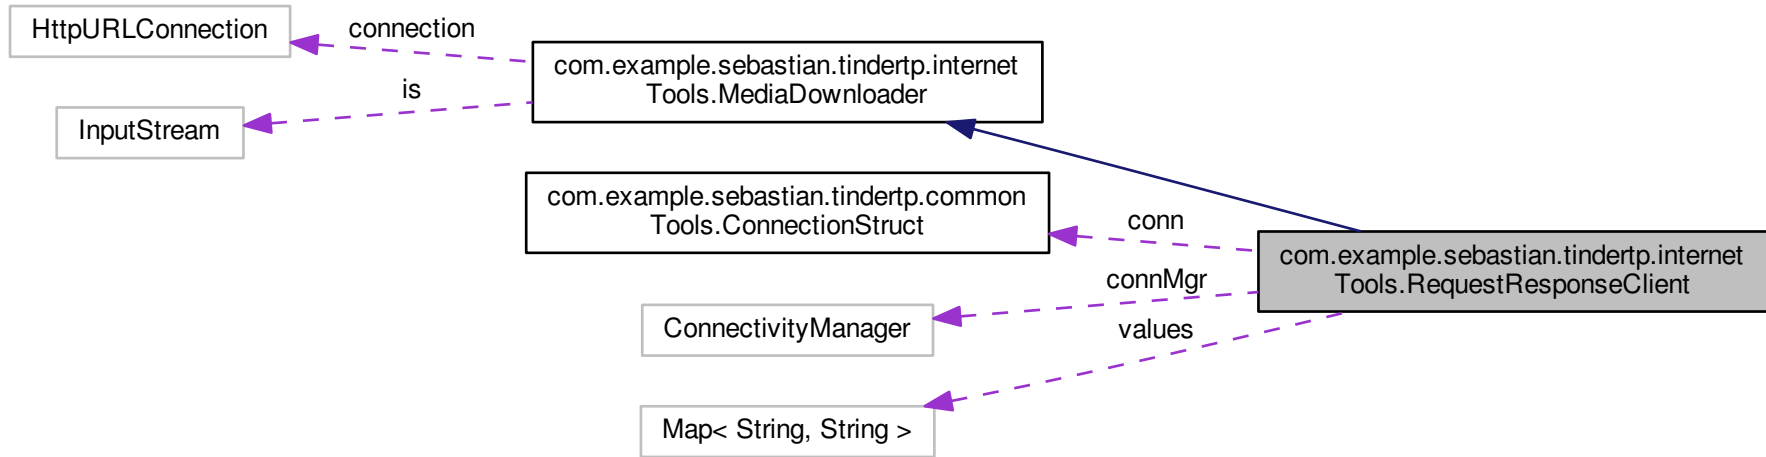 HttpURLConnection
connection
com.example.sebastian.tindertp.internet
Tools.MediaDownloader
is
InputStream
com.example.sebastian.tindertp.common
Tools.ConnectionStruct
conn
com.example.sebastian.tindertp.internet
Tools.RequestResponseClient
connMgr
ConnectivityManager
values
Map< String, String >